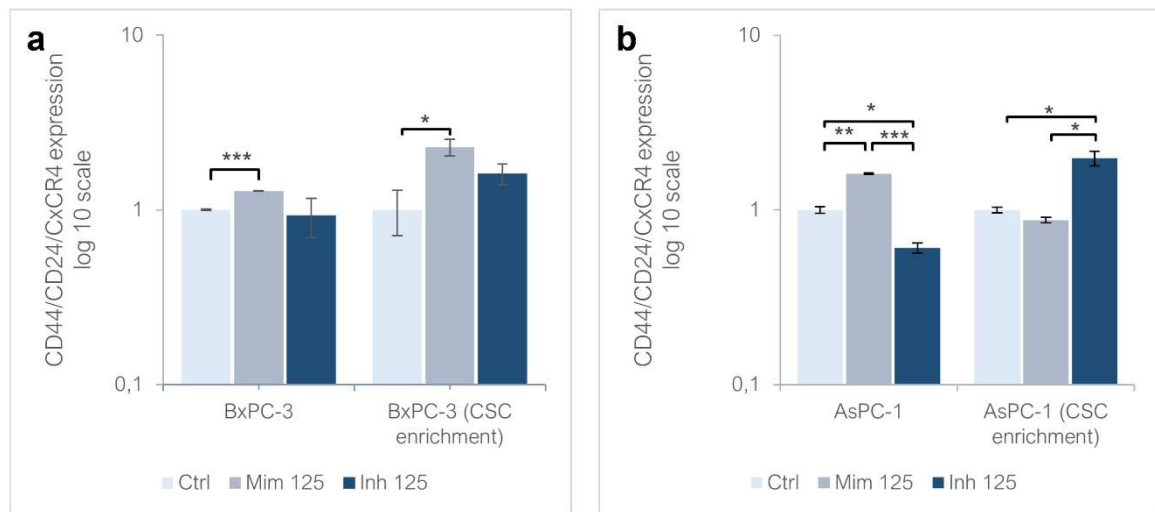 a
CD44/CD24/CxCR4 expression
log 10 scale
10
1
0,1
***
*
BxPC-3
BxPC-3 (CSC
enrichment)
Ctrl Mim 125 Inh 125
b
CD44/CD24/CxCR4 expression
log 10 scale
10
1
0,1
*
** ***
*
*
AsPC-1
AsPC-1 (CSC
enrichment)
Ctrl Mim 125 Inh 125